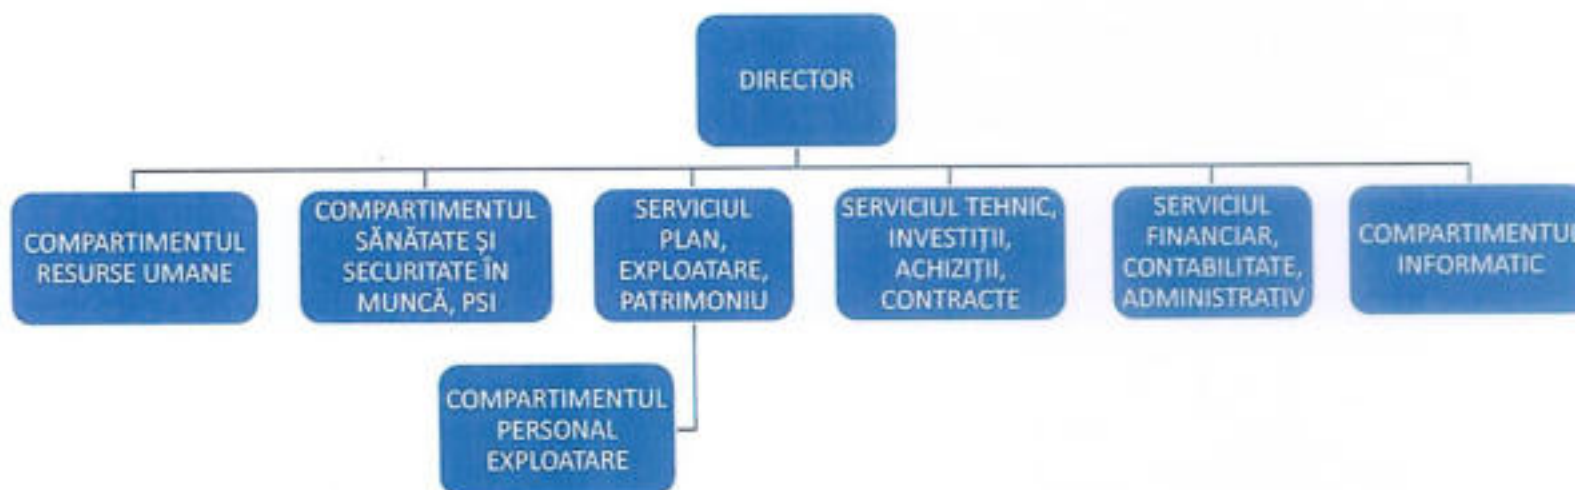 DIRECTOR
COMPARTIMENTUL
RESURSE UMANE
COMPARTIMENTUL
SĂNĂTATE ȘI
SECURITATE ÎN
MUNCĂ, PSI
SERVICIUL
PLAN,
EXPLOATARE,
PATRIMONIU
SERVICIUL TEHNIC,
INVESTIȚII,
ACHIZIȚII,
CONTRACTE
SERVICIUL
FINANCIAR,
CONTABILITATE,
ADMINISTRATIV
COMPARTIMENTUL
INFORMATIC
COMPARTIMENTUL
PERSONAL
EXPLOATARE